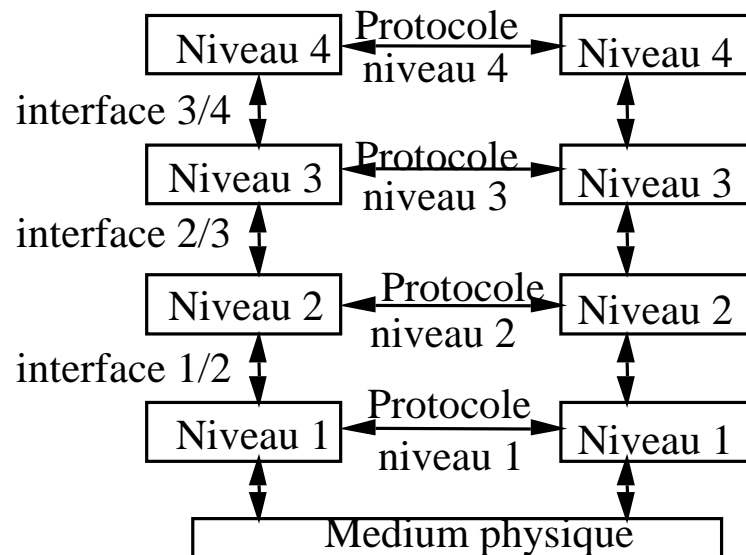 Niveau 4
Protocole
niveau 4
Niveau 4
interface 3/4
Niveau 3
Protocole
niveau 3
Niveau 3
interface 2/3
Niveau 2
Protocole
niveau 2
Niveau 2
interface 1/2
Niveau 1
Protocole
niveau 1
Niveau 1
Medium physique